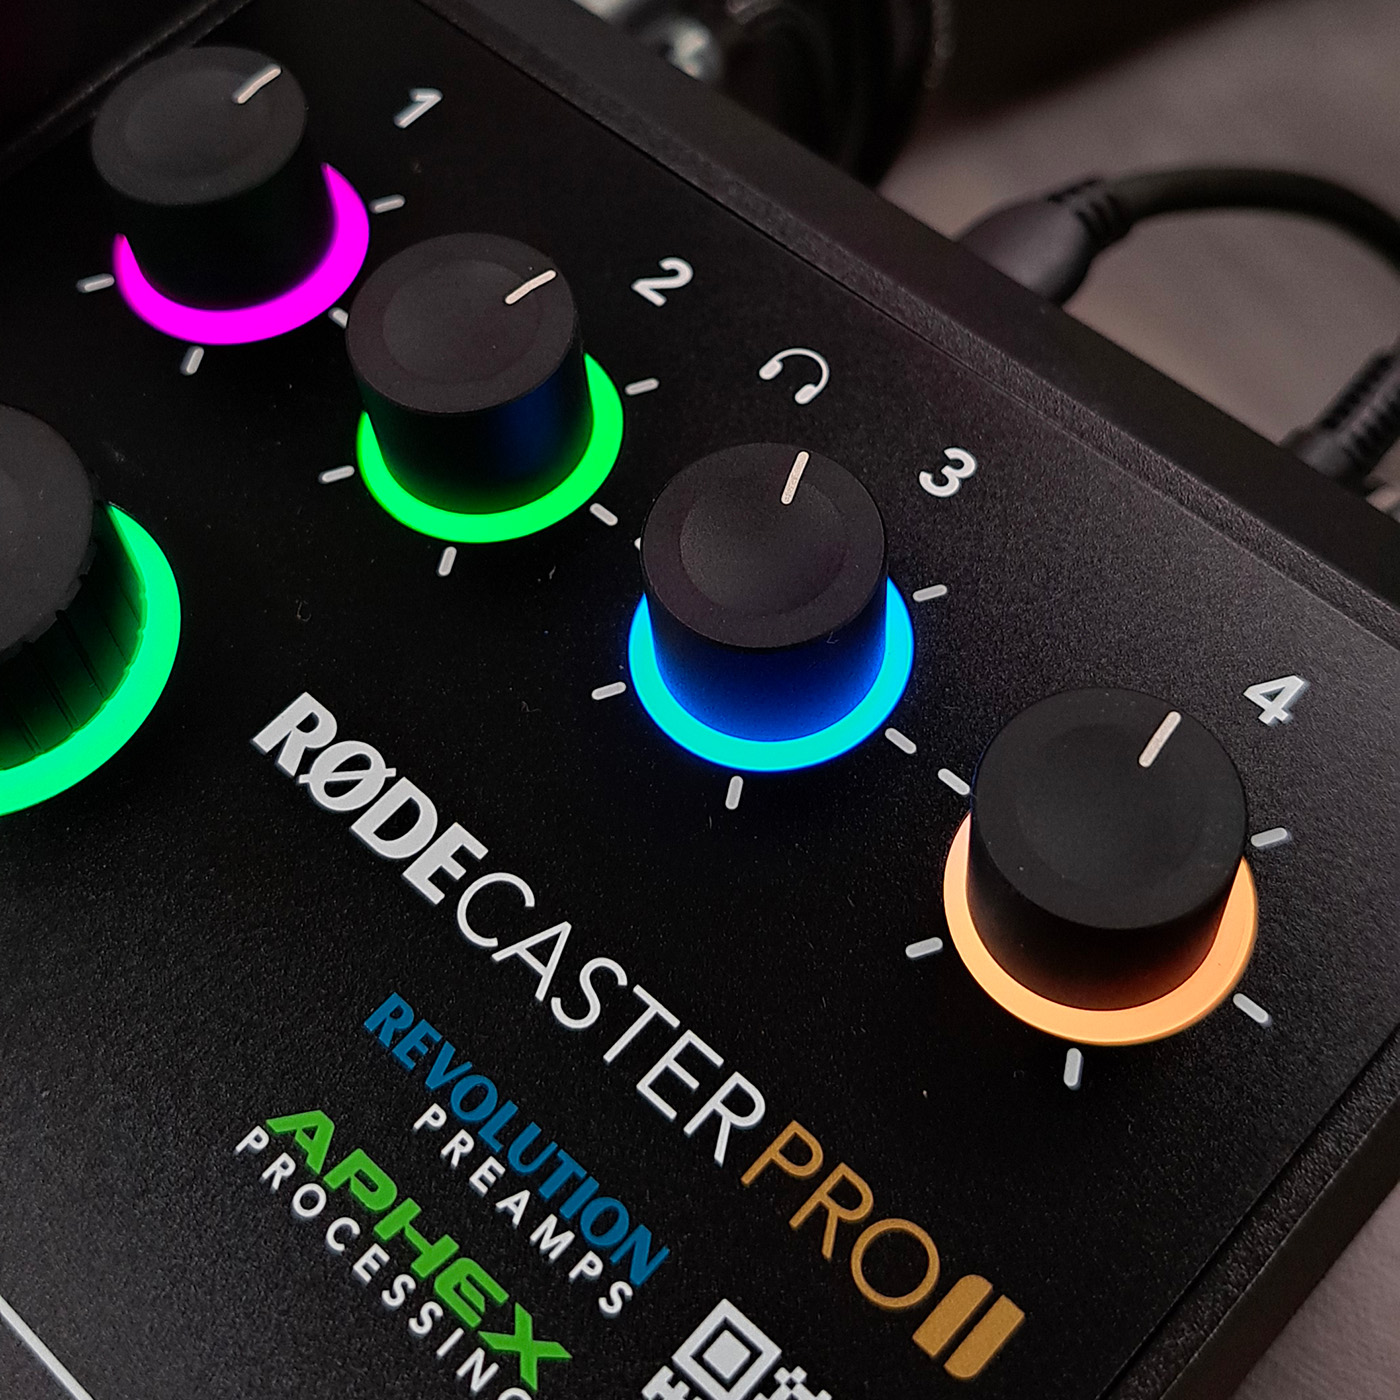 1
2
3
4
RØDECASTER PRO II
REVOLUTION
PREAMPS
APHEX
PROCESSING